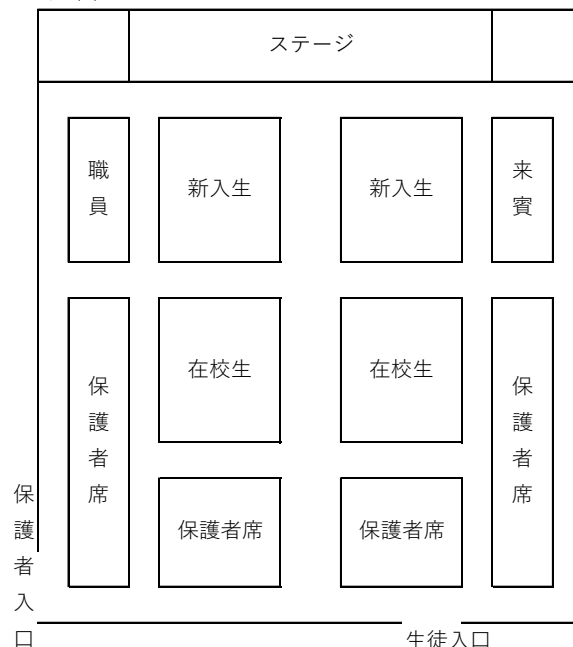 ステージ
職員
新入生
新入生
来賓
保護者席
在校生
在校生
保護者席
保護者席
保護者席
保護者入口
生徒入口